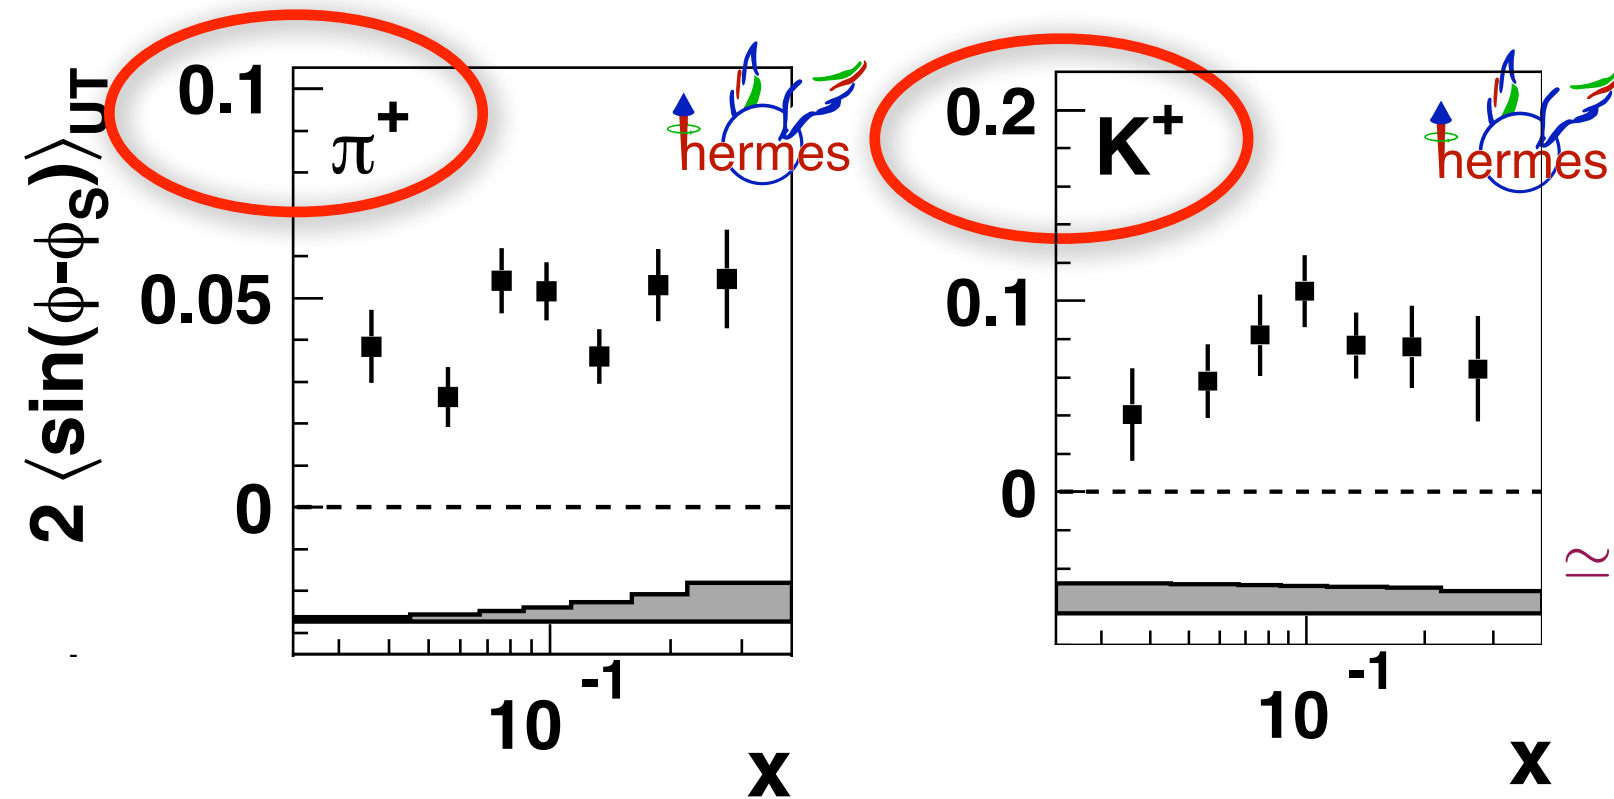 2 ⟨sin(ϕ-ϕS)⟩UT
0.1
π+
hermes
0.05
0
10-1
x
0.2
K+
hermes
0.1
0
10-1
x
≃